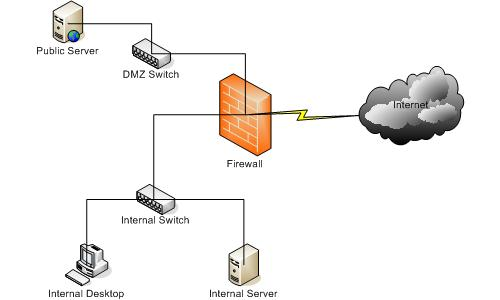 Public Server
DMZ Switch
Internet
Firewall
Internal Switch
Internal Desktop
Internal Server